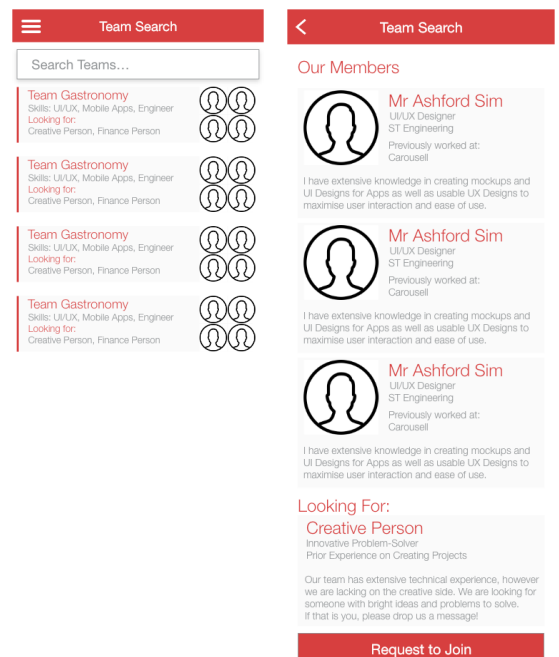 Team Search
Search Teams...
Team Gastronomy
Skills: UI/UX, Mobile Apps, Engineer
Looking for:
Creative Person, Finance Person
Team Gastronomy
Skills: UI/UX, Mobile Apps, Engineer
Looking for:
Creative Person, Finance Person
Team Gastronomy
Skills: UI/UX, Mobile Apps, Engineer
Looking for:
Creative Person, Finance Person
Team Gastronomy
Skills: UI/UX, Mobile Apps, Engineer
Looking for:
Creative Person, Finance Person
Team Search
Our Members
Mr Ashford Sim
UI/UX Designer
ST Engineering
Previously worked at:
Carousell
I have extensive knowledge in creating mockups and
UI Designs for Apps as well as usable UX Designs to
maximise user interaction and ease of use.
Mr Ashford Sim
UI/UX Designer
ST Engineering
Previously worked at:
Carousell
I have extensive knowledge in creating mockups and
UI Designs for Apps as well as usable UX Designs to
maximise user interaction and ease of use.
Mr Ashford Sim
UI/UX Designer
ST Engineering
Previously worked at:
Carousell
I have extensive knowledge in creating mockups and
UI Designs for Apps as well as usable UX Designs to
maximise user interaction and ease of use.
Looking For:
Creative Person
Innovative Problem-Solver
Prior Experience on Creating Projects
Our team has extensive technical experience, however
we are lacking on the creative side. We are looking for
someone with bright ideas and problems to solve.
If that is you, please drop us a message!
Request to Join